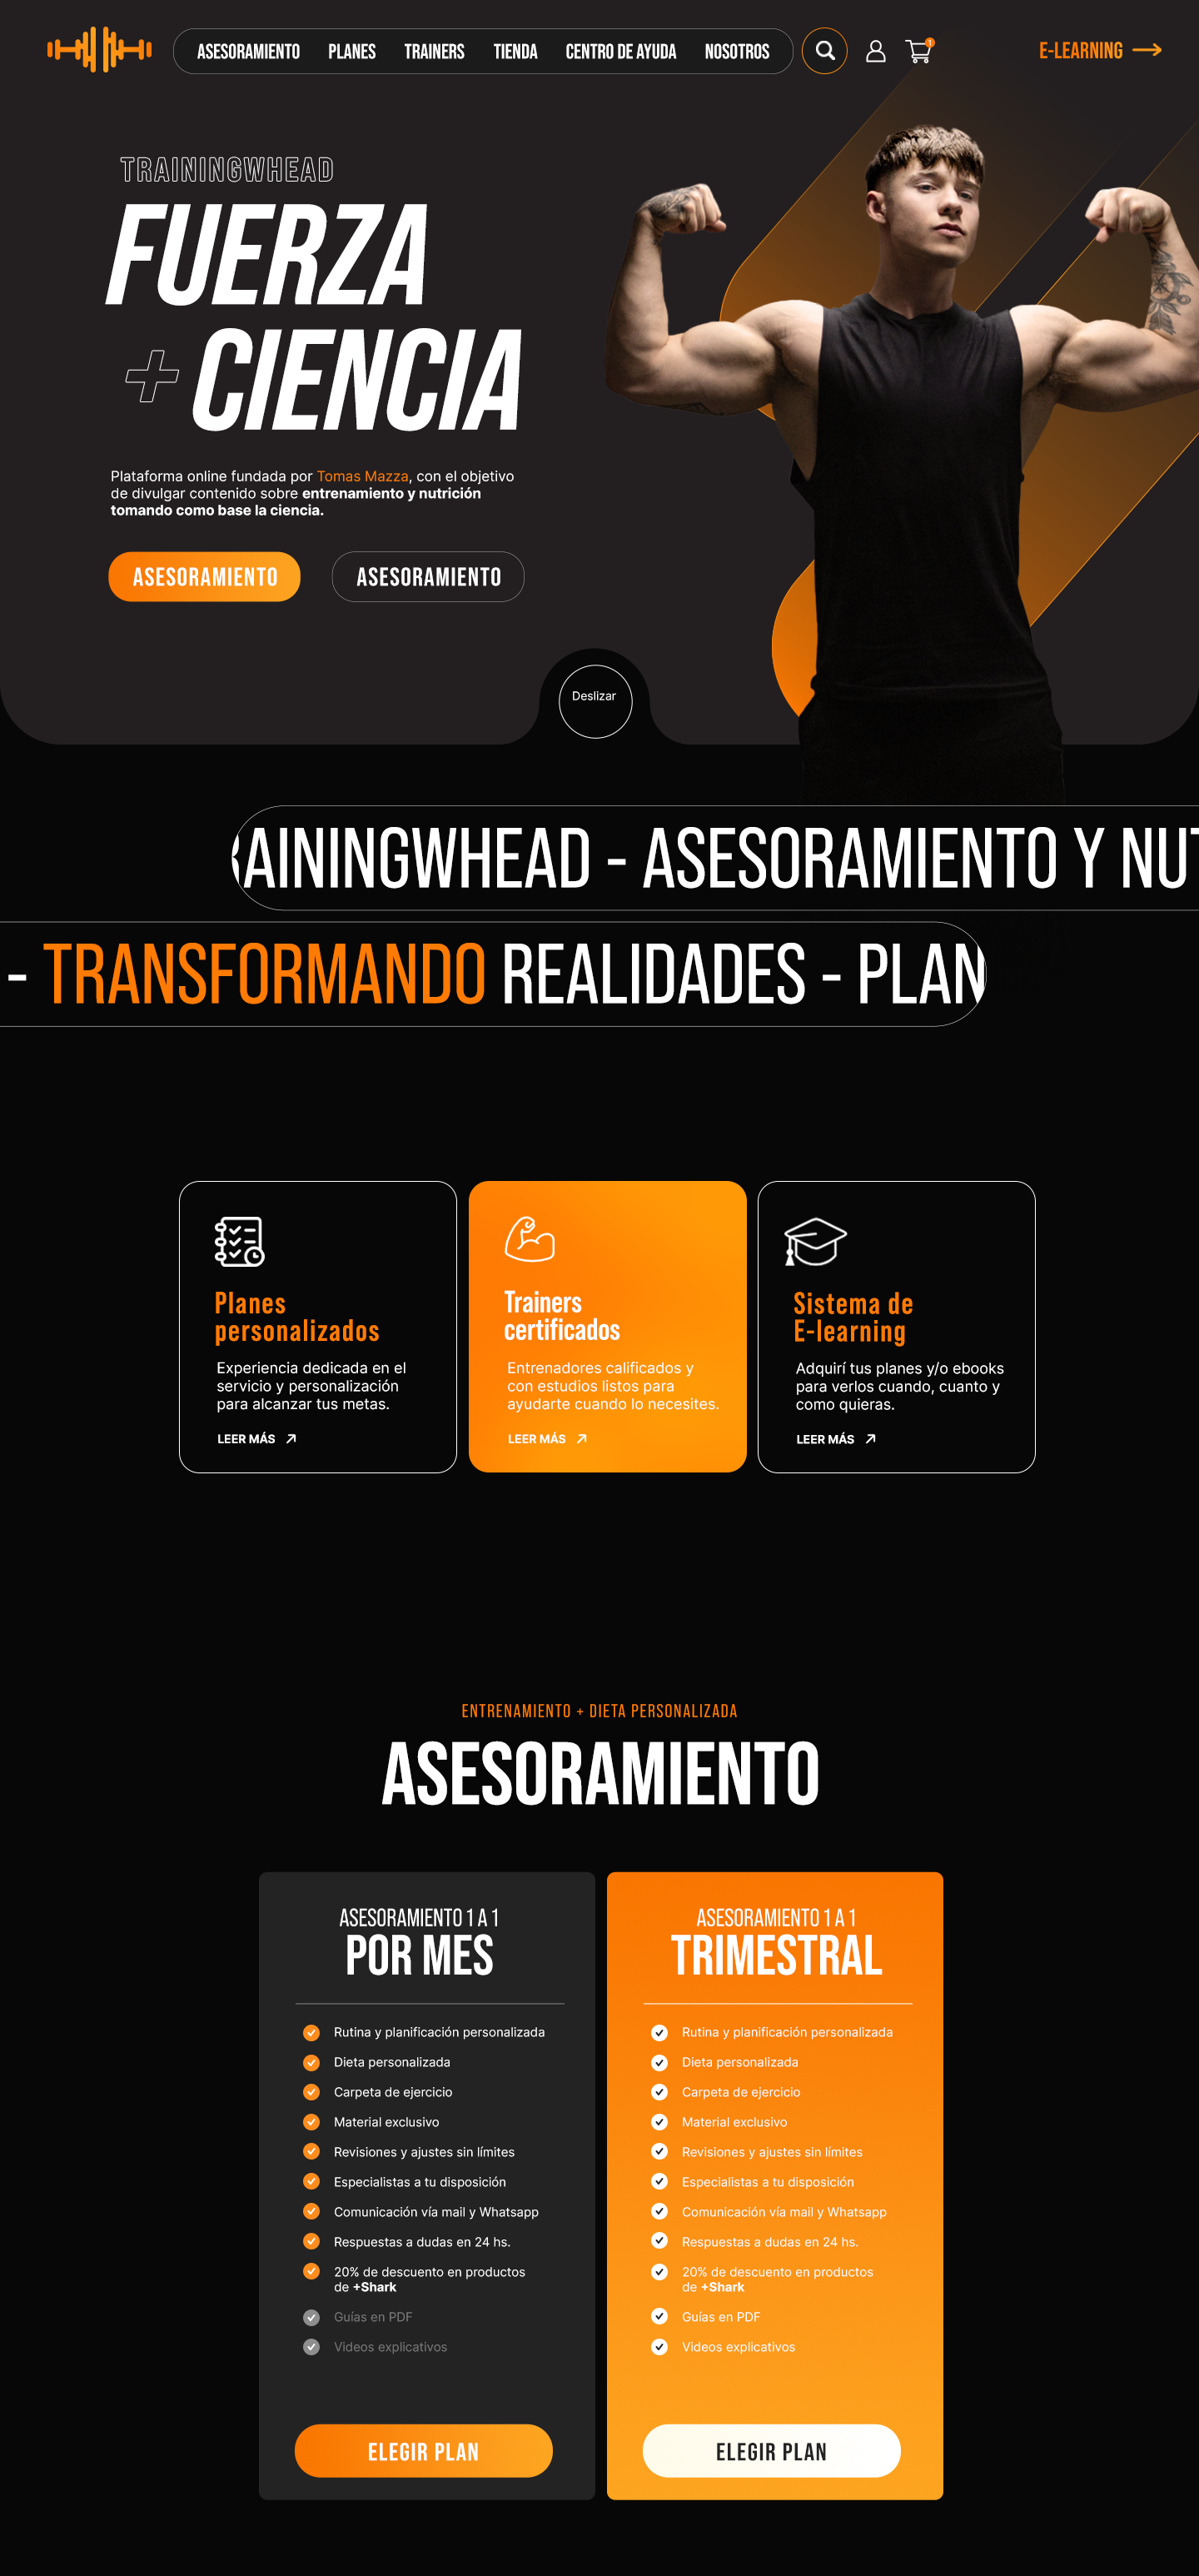 ASESORAMIENTO PLANES TRAINERS TIENDA CENTRO DE AYUDA NOSOTROS 1 E-LEARNING
TRAININGWHEAD
FUERZA
+ CIENCIA
Plataforma online fundada por Tomas Mazza, con el objetivo
de divulgar contenido sobre entrenamiento y nutrición
tomando como base la ciencia.
ASESORAMIENTO ASESORAMIENTO
Deslizar
RAININGWHEAD - ASESORAMIENTO Y NUT
- TRANSFORMANDO REALIDADES - PLAN
Planes
personalizados
Experiencia dedicada en el
servicio y personalización
para alcanzar tus metas.
LEER MÁS
Trainers
certificados
Entrenadores calificados y
con estudios listos para
ayudarte cuando lo necesites.
LEER MÁS
Sistema de
E-learning
Adquirí tus planes y/o ebooks
para verlos cuando, cuanto y
como quieras.
LEER MÁS
ENTRENAMIENTO + DIETA PERSONALIZADA
ASESORAMIENTO
ASESORAMIENTO 1 A 1
POR MES
Rutina y planificación personalizada
Dieta personalizada
Carpeta de ejercicio
Material exclusivo
Revisiones y ajustes sin límites
Especialistas a tu disposición
Comunicación vía mail y Whatsapp
Respuestas a dudas en 24 hs.
20% de descuento en productos
de +Shark
Guías en PDF
Videos explicativos
ELEGIR PLAN
ASESORAMIENTO 1 A 1
TRIMESTRAL
Rutina y planificación personalizada
Dieta personalizada
Carpeta de ejercicio
Material exclusivo
Revisiones y ajustes sin límites
Especialistas a tu disposición
Comunicación vía mail y Whatsapp
Respuestas a dudas en 24 hs.
20% de descuento en productos
de +Shark
Guías en PDF
Videos explicativos
ELEGIR PLAN